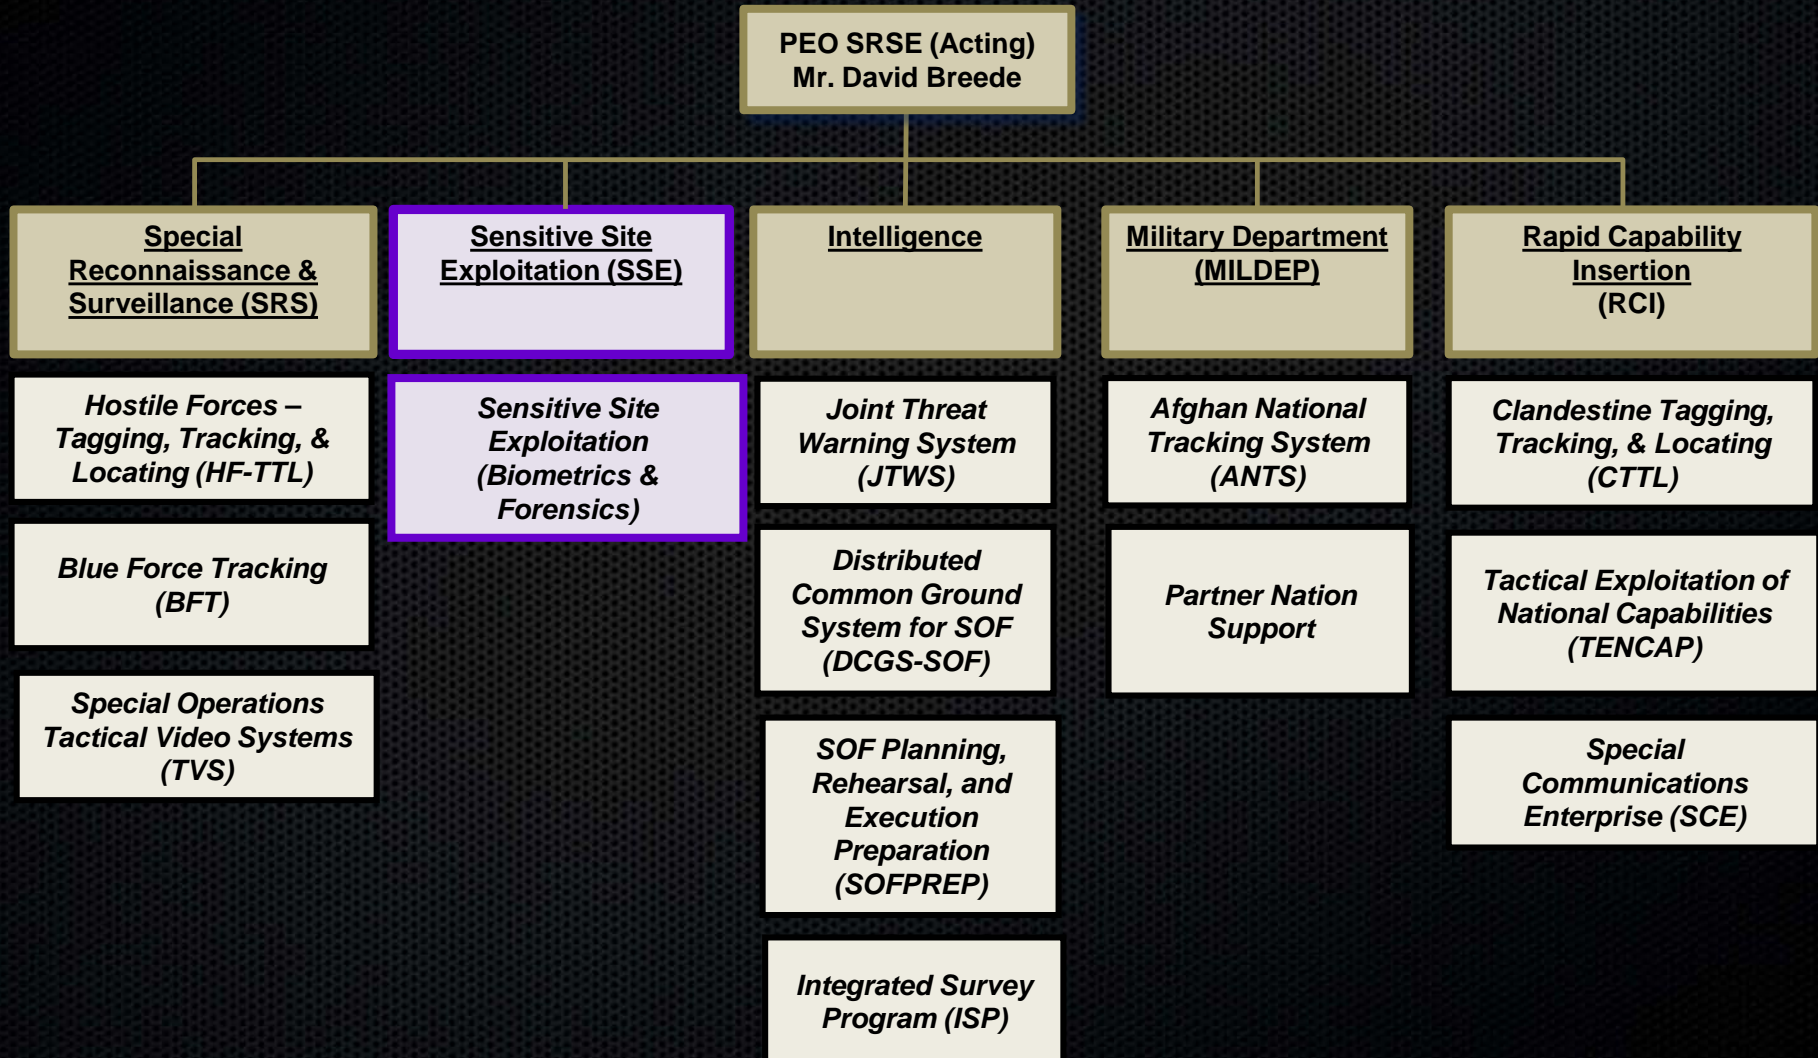 PEO SRSE (Acting)
Mr. David Breede
Special
Reconnaissance &
Surveillance (SRS)
Hostile Forces –
Tagging, Tracking, &
Locating (HF-TTL)
Blue Force Tracking
(BFT)
Special Operations
Tactical Video Systems
(TVS)
Sensitive Site
Exploitation (SSE)
Sensitive Site
Exploitation
(Biometrics &
Forensics)
Intelligence
Joint Threat
Warning System
(JTWS)
Distributed
Common Ground
System for SOF
(DCGS-SOF)
SOF Planning,
Rehearsal, and
Execution
Preparation
(SOFPREP)
Integrated Survey
Program (ISP)
Military Department
(MILDEP)
Afghan National
Tracking System
(ANTS)
Partner Nation
Support
Rapid Capability
Insertion
(RCI)
Clandestine Tagging,
Tracking, & Locating
(CTTL)
Tactical Exploitation of
National Capabilities
(TENCAP)
Special
Communications
Enterprise (SCE)